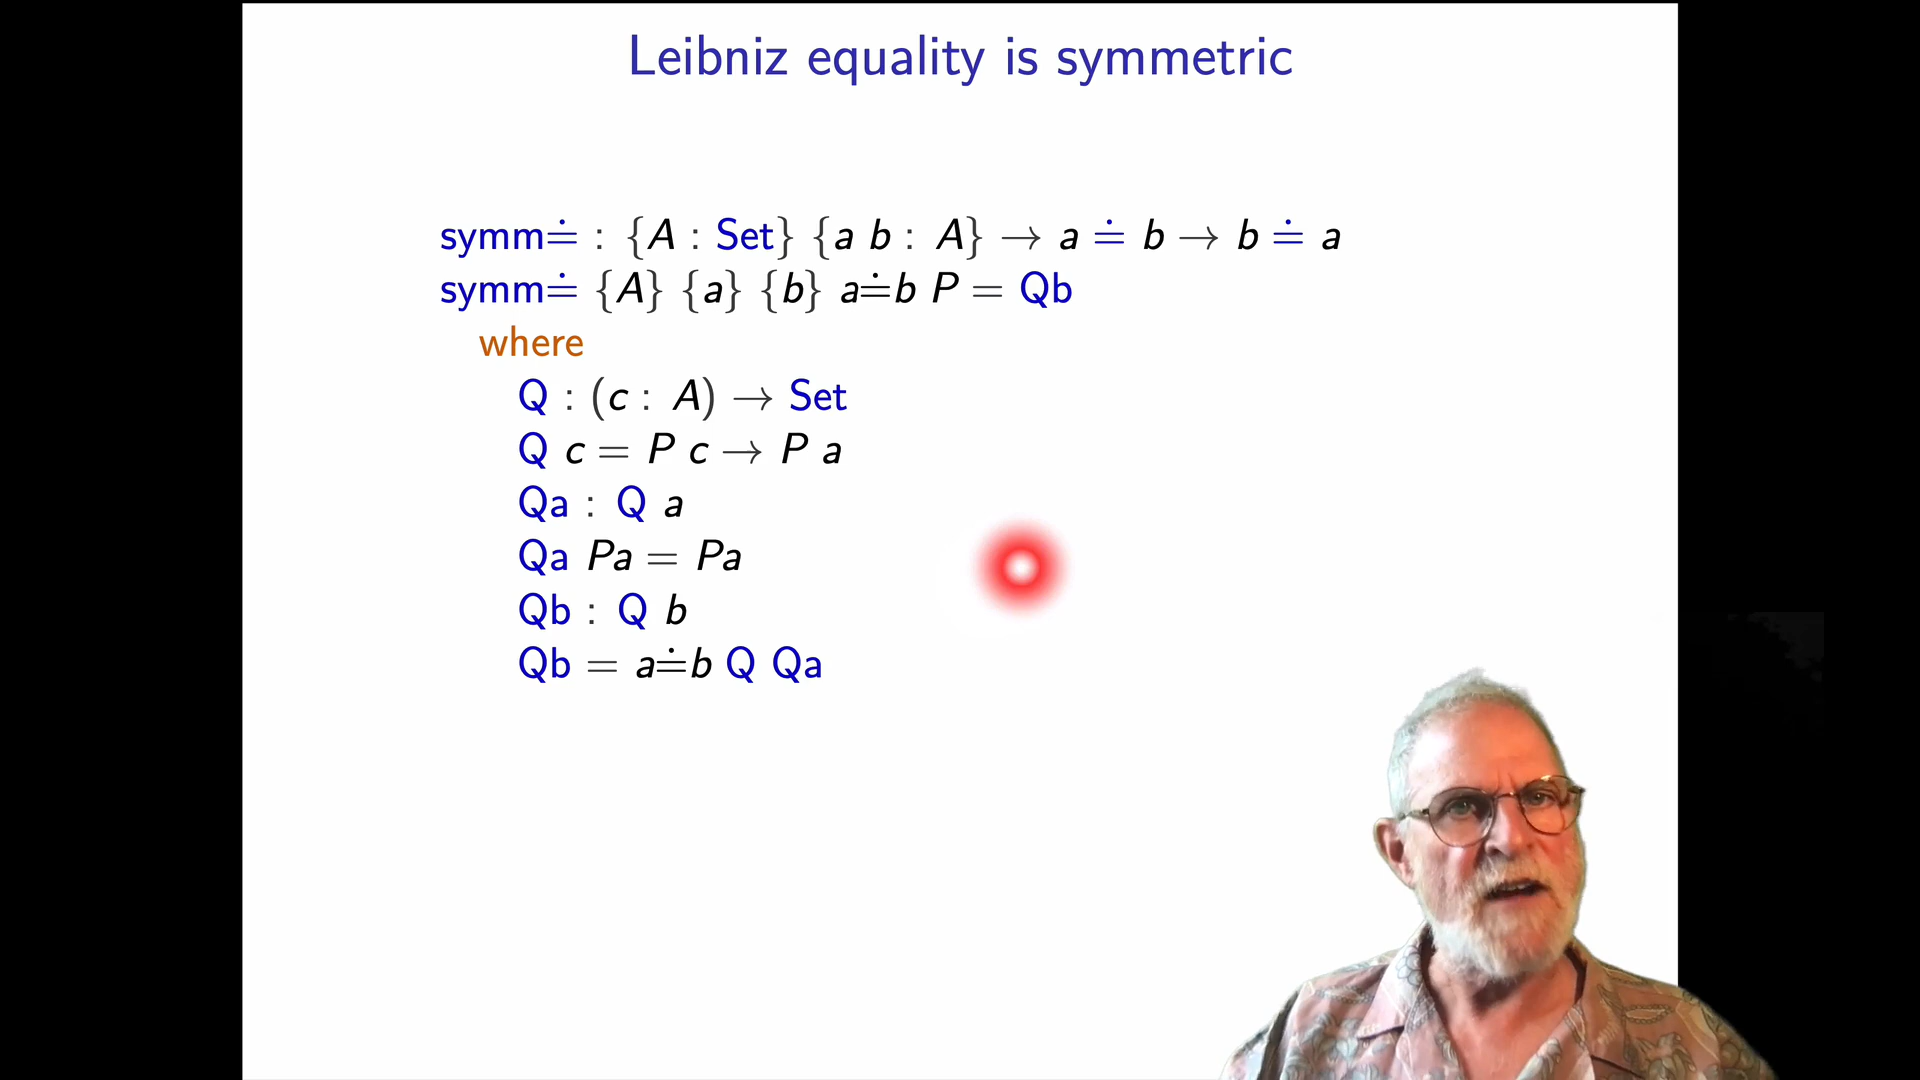 Leibniz equality is symmetric
symm≐ : {A : Set} {a b : A} → a ≐ b → b ≐ a
symm≐ {A} {a} {b} a≐b P = Qb
where
Q : (c : A) → Set
Q c = P c → P a
Qa : Q a
Qa Pa = Pa
Qb : Q b
Qb = a≐b Q Qa